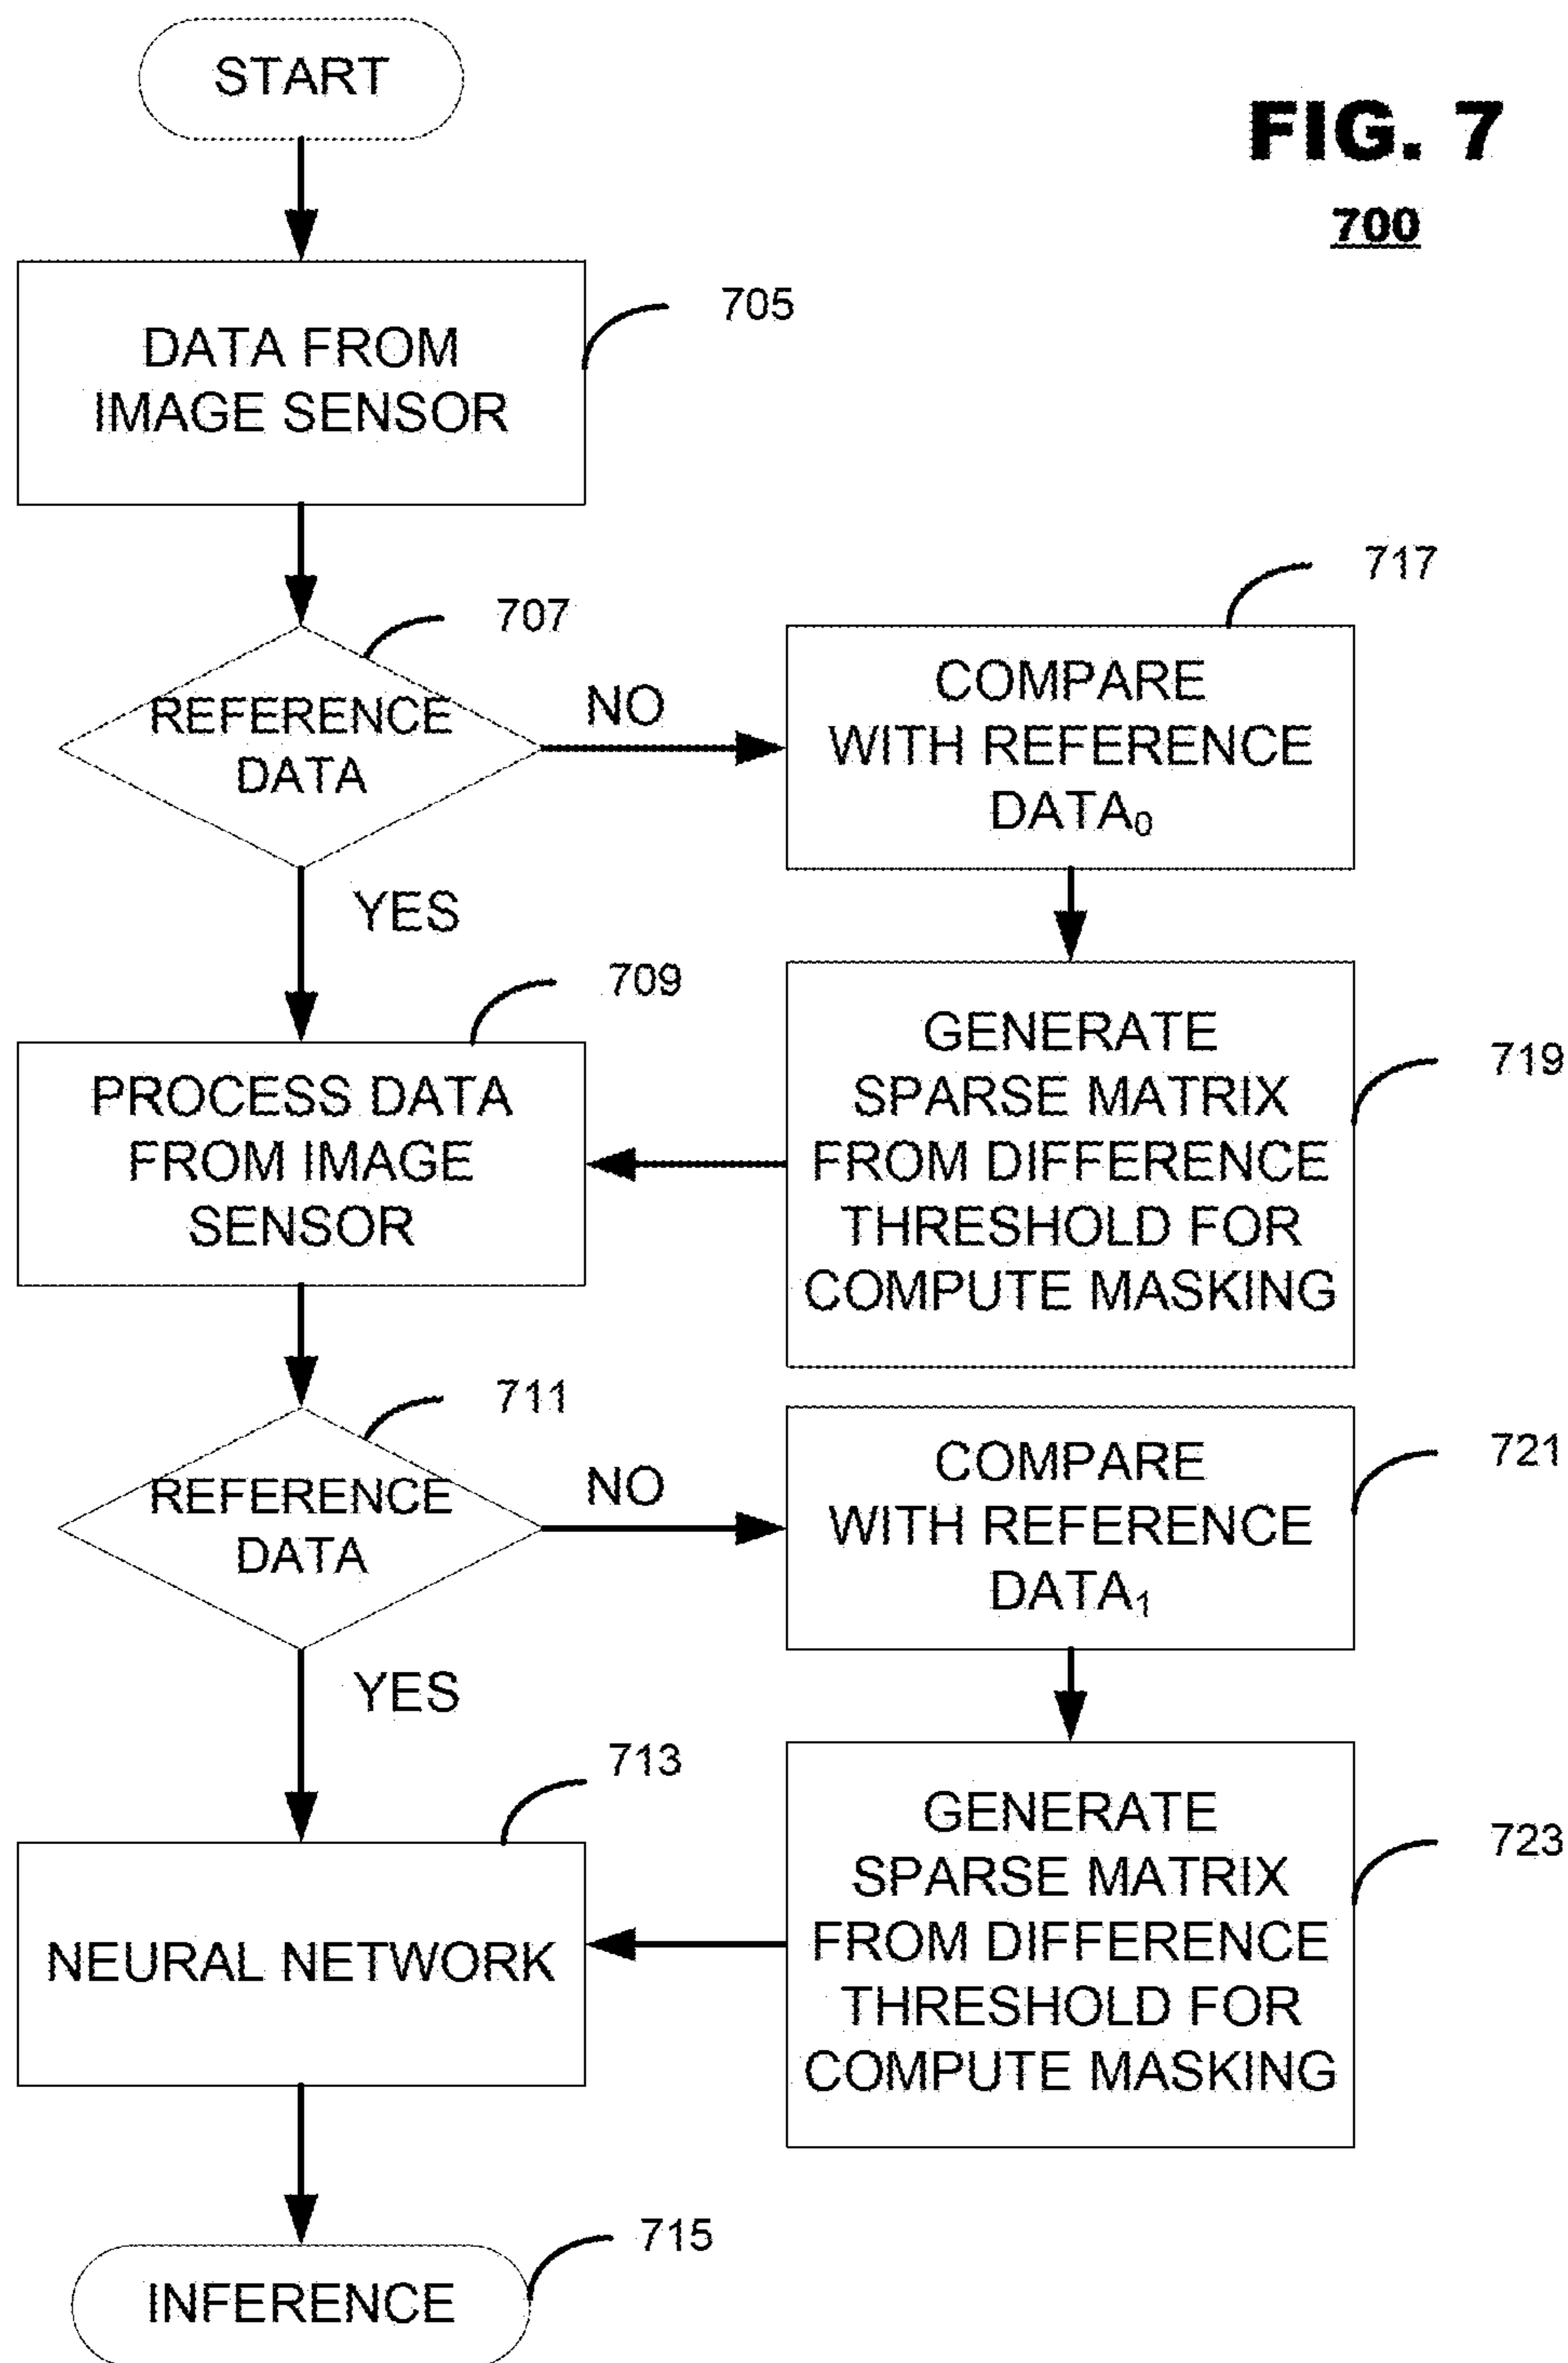 START
FIG. 7
700
DATA FROM
IMAGE SENSOR
705
REFERENCE
DATA
707
NO
YES
COMPARE
WITH REFERENCE
DATA₀
717
PROCESS DATA
FROM IMAGE
SENSOR
709
GENERATE
SPARSE MATRIX
FROM DIFFERENCE
THRESHOLD FOR
COMPUTE MASKING
719
REFERENCE
DATA
711
NO
YES
COMPARE
WITH REFERENCE
DATA₁
721
NEURAL NETWORK
713
GENERATE
SPARSE MATRIX
FROM DIFFERENCE
THRESHOLD FOR
COMPUTE MASKING
723
INFERENCE
715